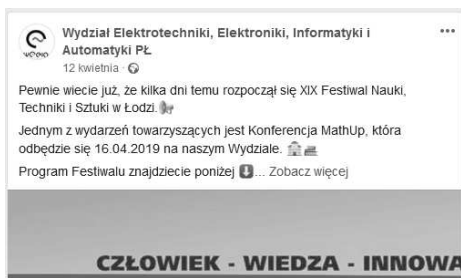 Wydział Elektrotechniki, Elektroniki, Informatyki i
Automatyki PŁ
12 kwietnia ·
Pewnie wiecie już, że kilka dni temu rozpoczął się XIX Festiwal Nauki,
Techniki i Sztuki w Łodzi.
Jednym z wydarzeń towarzyszących jest Konferencja MathUp, która
odbędzie się 16.04.2019 na naszym Wydziale.
Program Festiwalu znajdziecie poniżej ⬇... Zobacz więcej
CZŁOWIEK - WIEDZA - INNOWA